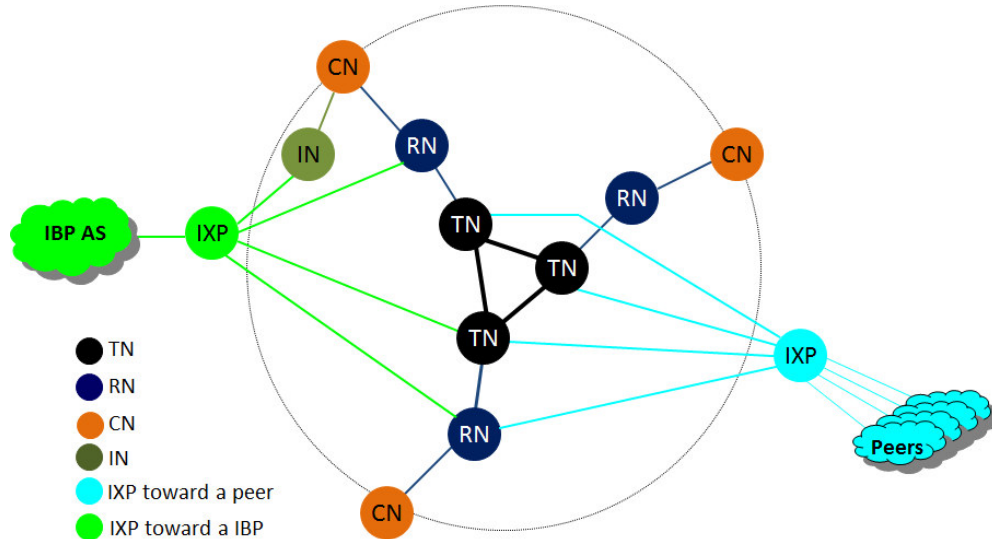 CN
RN
IN
CN
RN
TN
IBP AS
IXP
TN
TN
IXP
TN
RN
CN
IN
IXP toward a peer
IXP toward a IBP
RN
Peers
CN